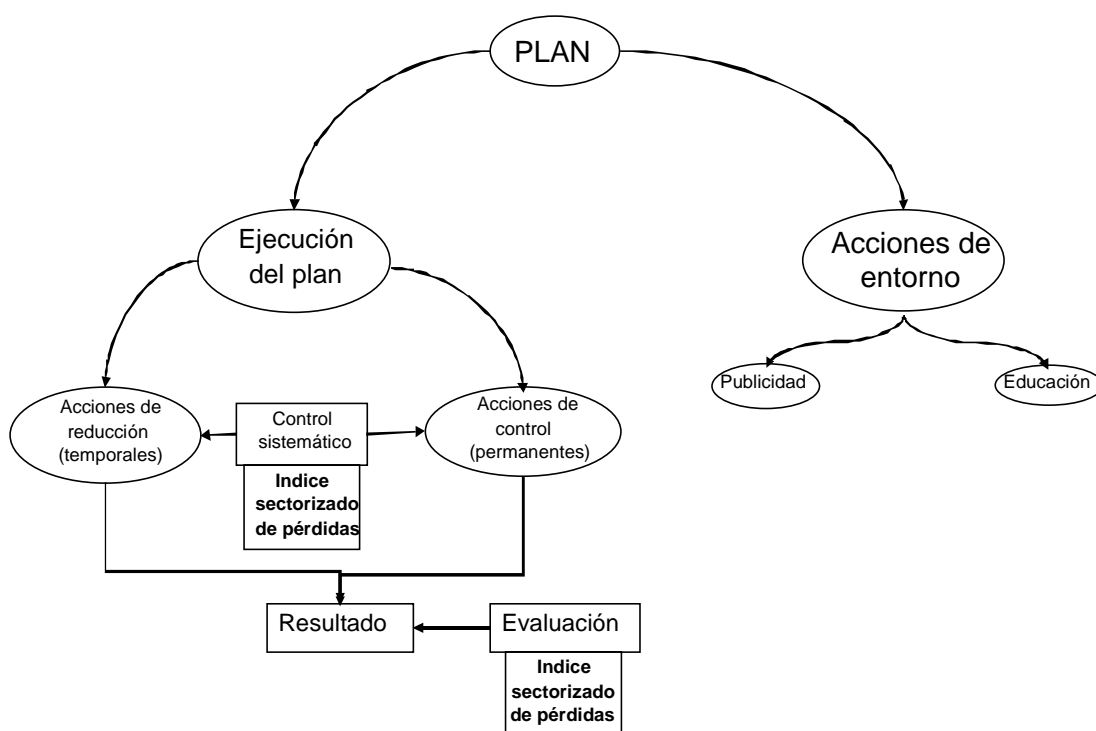 PLAN
Ejecución
del plan
Acciones de
entorno
Publicidad
Educación
Acciones de
reducción
(temporales)
Control
sistemático
Acciones de
control
(permanentes)
Indice
sectorizado
de pérdidas
Resultado
Evaluación
Indice
sectorizado
de pérdidas